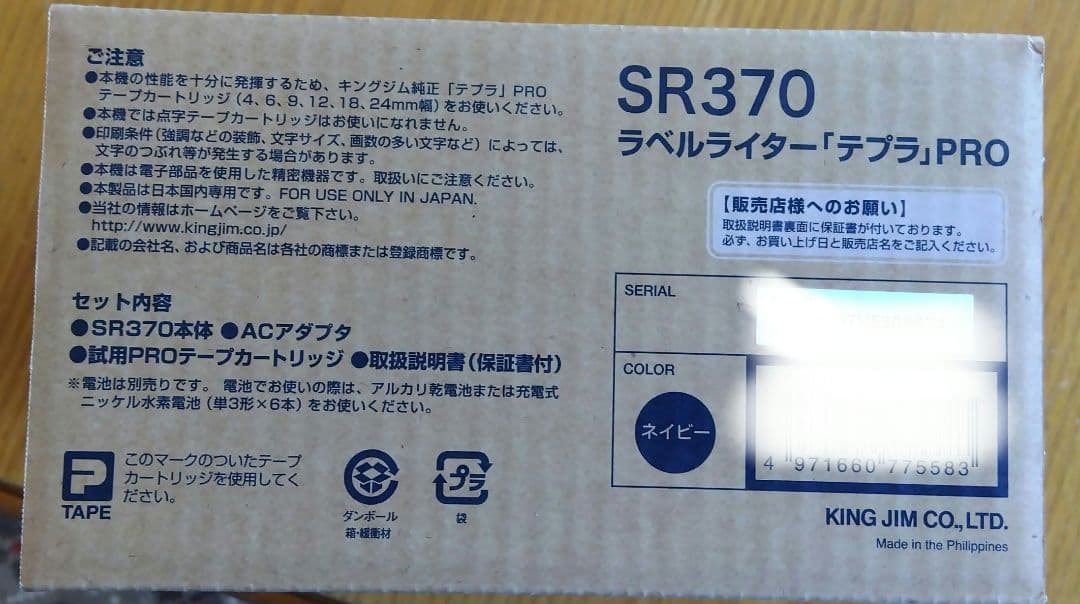 ご注意
●本機の性能を十分に発揮するため、キングジム純正「テプラ」PRO
テープカートリッジ(4、6、9、12、18、24mm幅)をお使いください。
●本機では点字テープカートリッジはお使いになれません。
●印刷条件(強調などの装飾、文字サイズ、画数の多い文字など)によっては、
文字のつぶれ等が発生する場合があります。
●本機は電子部品を使用した精密機器です。取扱いにご注意ください。
●本製品は日本国内専用です。FOR USE ONLY IN JAPAN.
●当社の情報はホームページをご覧下さい。
http://www.kingjim.co.jp/
●記載の会社名、および商品名は各社の商標または登録商標です。
セット内容
●SR370本体 ●ACアダプタ
●試用PROテープカートリッジ ●取扱説明書(保証書付)
※電池は別売りです。電池でお使いの際は、アルカリ乾電池または充電式
ニッケル水素電池(単3形×6本)をお使いください。
P
TAPE
このマークのついたテープ
カートリッジを使用してく
ださい。
ダンボール
箱・緩衝材
プラ
袋
SR370
ラベルライター「テプラ」PRO
【販売店様へのお願い】
取扱説明書裏面に保証書が付いております。
必ず、お買い上げ日と販売店名をご記入ください。
SERIAL
COLOR
ネイビー
4 971660 775583
KING JIM CO.,LTD.
Made in the Philippines